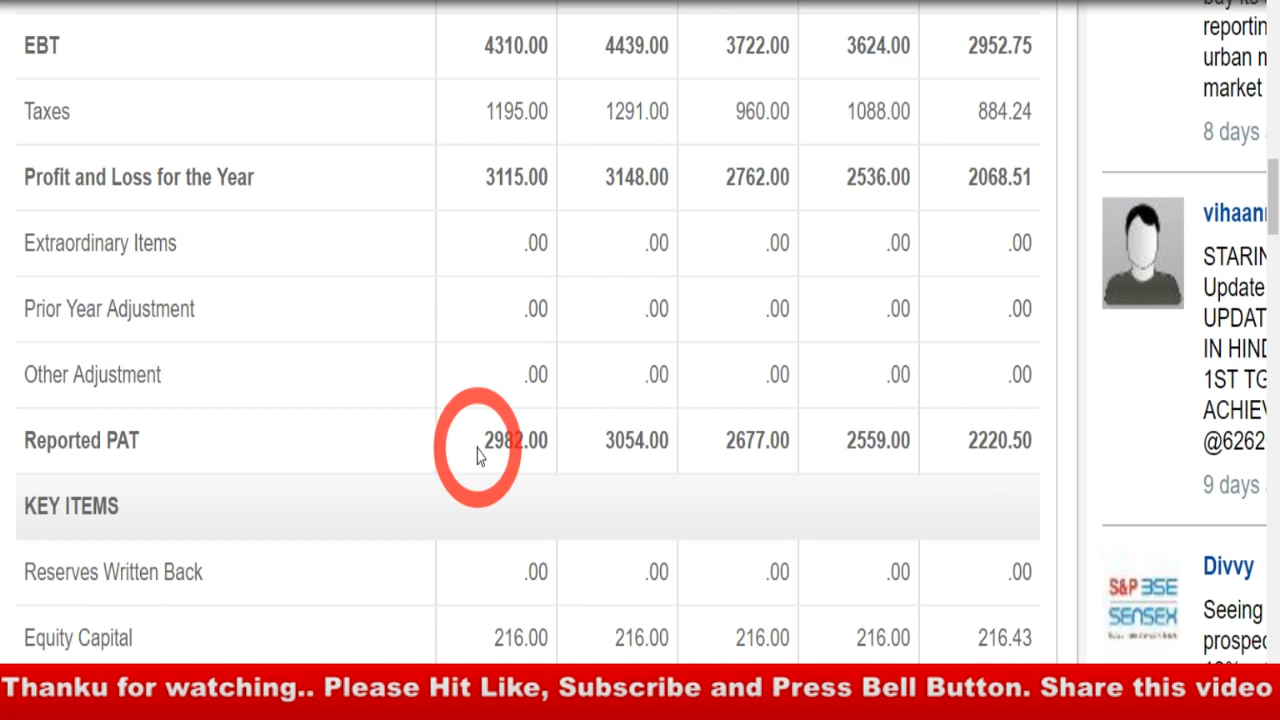 EBT 4310.00 4439.00 3722.00 3624.00 2952.75
Taxes 1195.00 1291.00 960.00 1088.00 884.24
Profit and Loss for the Year 3115.00 3148.00 2762.00 2536.00 2068.51
Extraordinary Items .00 .00 .00 .00 .00
Prior Year Adjustment .00 .00 .00 .00 .00
Other Adjustment .00 .00 .00 .00 .00
Reported PAT 2982.00 3054.00 2677.00 2559.00 2220.50
KEY ITEMS
Reserves Written Back .00 .00 .00 .00 .00
Equity Capital 216.00 216.00 216.00 216.00 216.43
reportin
urban m
market
8 days
vihaan
STARIN
Update
UPDAT
IN HIND
1ST TG
ACHIEV
@6262
9 days
S&P BSE
SENSEX
Divvy
Seeing
prospec
Thanku for watching.. Please Hit Like, Subscribe and Press Bell Button. Share this video